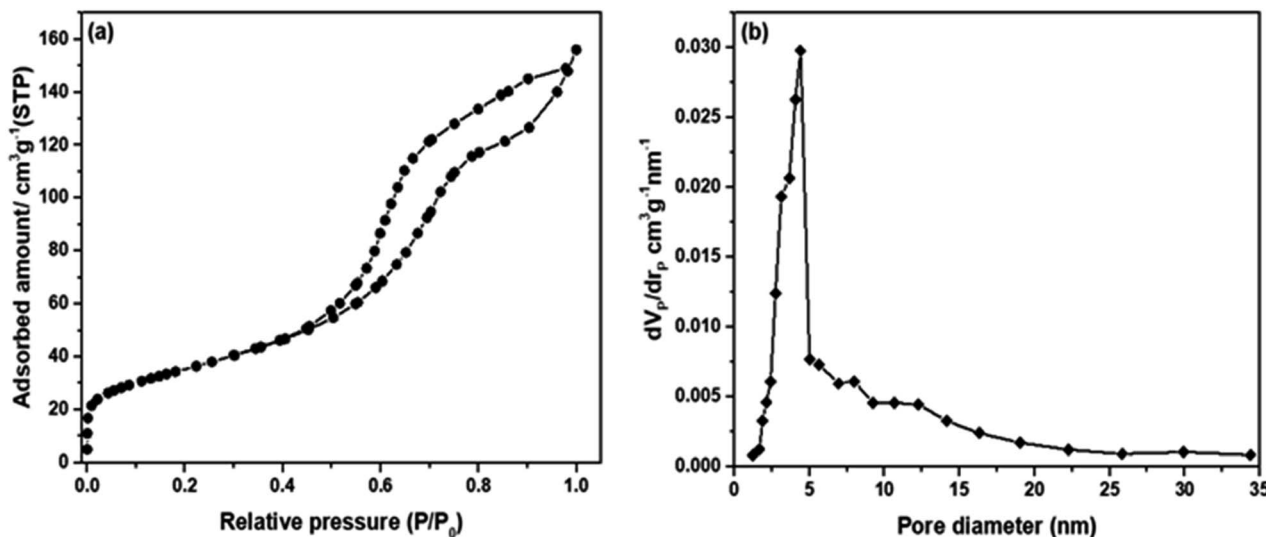 (a)
Adsorbed amount/ cm³g⁻¹(STP)
160
140
120
100
80
60
40
20
0
0.0 0.2 0.4 0.6 0.8 1.0
Relative pressure (P/P₀)
(b)
dVₚ/drₚ cm³g⁻¹nm⁻¹
0.030
0.025
0.020
0.015
0.010
0.005
0.000
0 5 10 15 20 25 30 35
Pore diameter (nm)